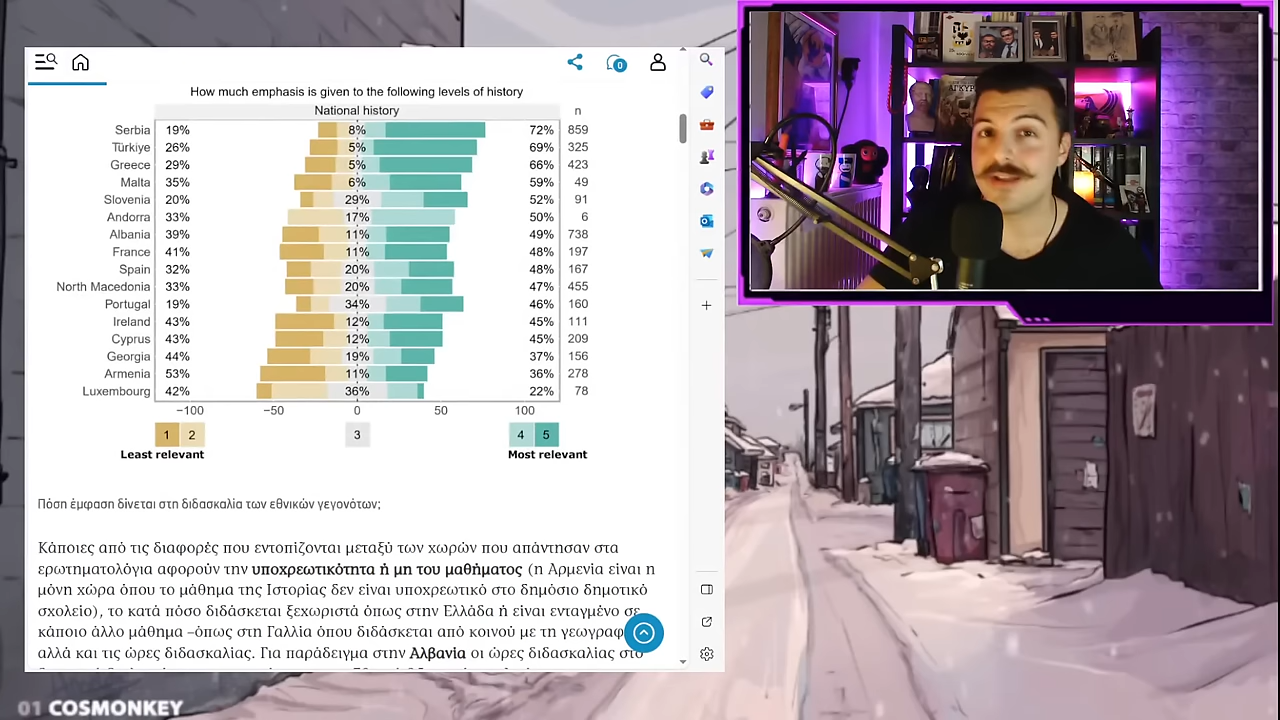 0
How much emphasis is given to the following levels of history
National history n
Serbia 19% 8% 72% 859
Türkiye 26% 5% 69% 325
Greece 29% 5% 66% 423
Malta 35% 6% 59% 49
Slovenia 20% 29% 52% 91
Andorra 33% 17% 50% 6
Albania 39% 11% 49% 738
France 41% 11% 48% 197
Spain 32% 20% 48% 167
North Macedonia 33% 20% 47% 455
Portugal 19% 34% 46% 160
Ireland 43% 12% 45% 111
Cyprus 43% 12% 45% 209
Georgia 44% 19% 37% 156
Armenia 53% 11% 36% 278
Luxembourg 42% 36% 22% 78
−100 −50 0 50 100
1 2 3 4 5
Least relevant Most relevant
Πόση έμφαση δίνεται στη διδασκαλία των εθνικών γεγονότων;
Κάποιες από τις διαφορές που εντοπίζονται μεταξύ των χωρών που απάντησαν στα
ερωτηματολόγια αφορούν την υποχρεωτικότητα ή μη του μαθήματος (η Αρμενία είναι η
μόνη χώρα όπου το μάθημα της Ιστορίας δεν είναι υποχρεωτικό στο δημόσιο δημοτικό
σχολείο), το κατά πόσο διδάσκεται ξεχωριστά όπως στην Ελλάδα ή είναι ενταγμένο σε
κάποιο άλλο μάθημα –όπως στη Γαλλία όπου διδάσκεται από κοινού με τη γεωγραφ
αλλά και τις ώρες διδασκαλίας. Για παράδειγμα στην Αλβανία οι ώρες διδασκαλίας στο
01 COSMONKEY
ΑΓΚΥΡ